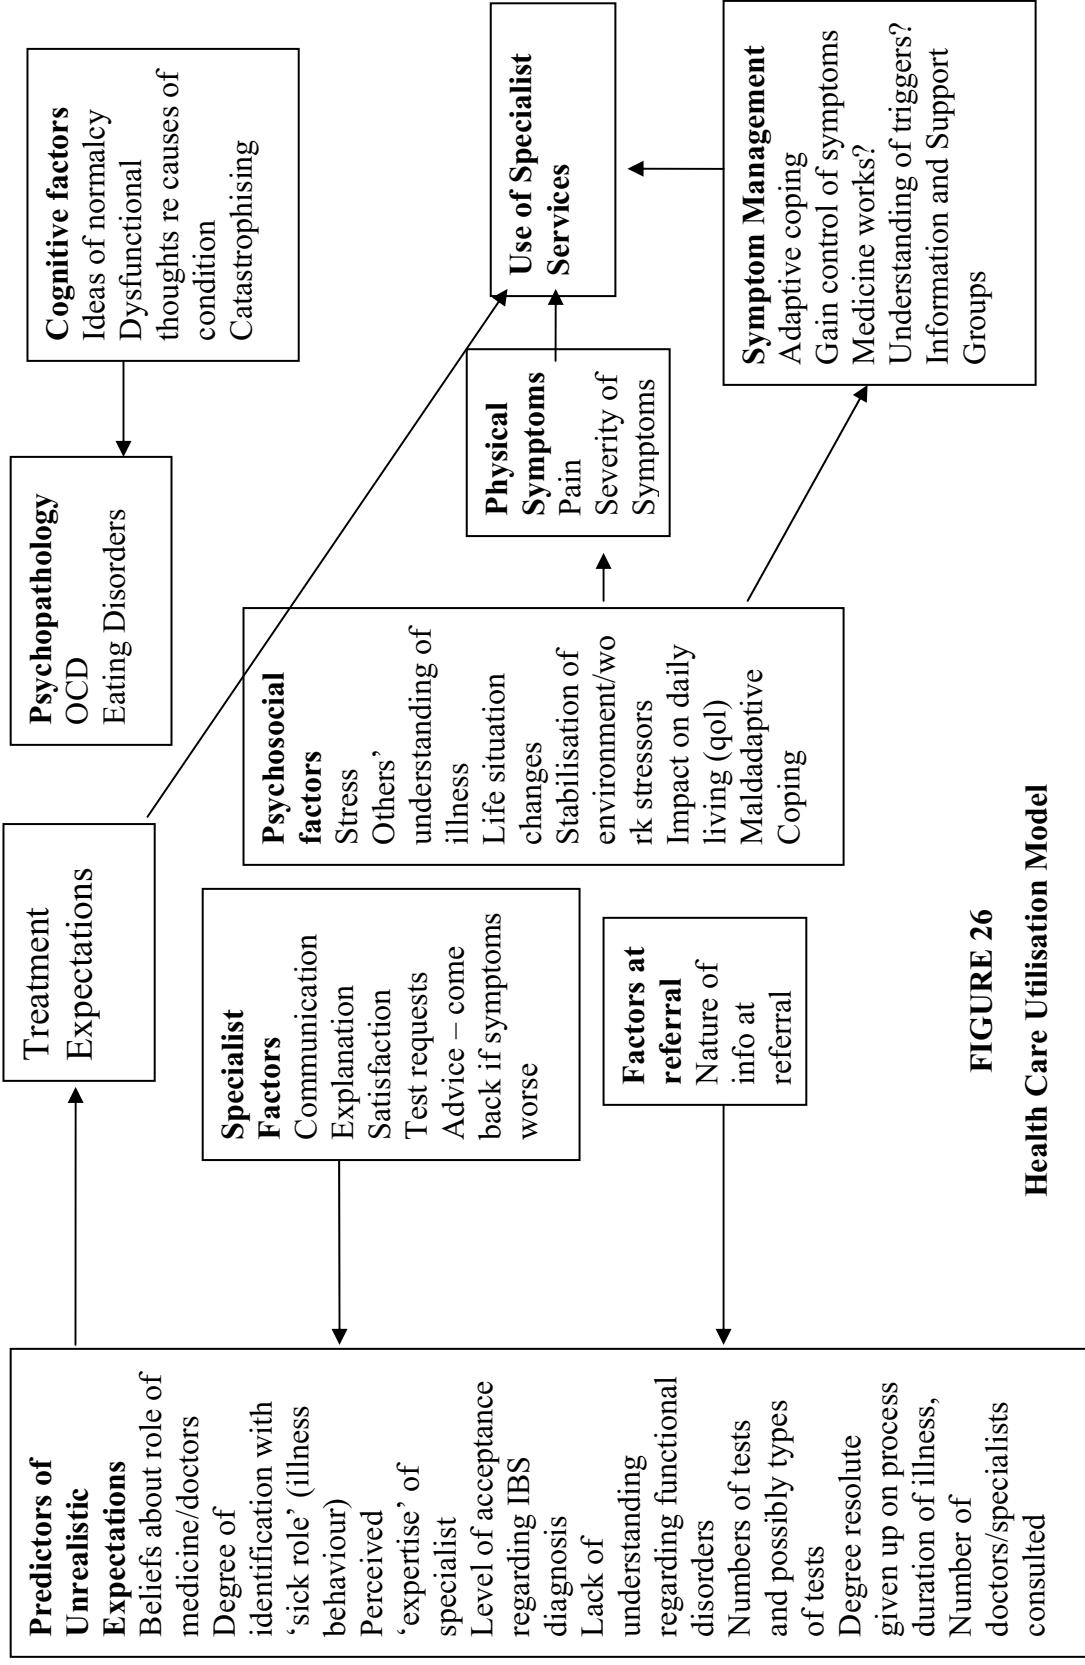 Predictors of
Unrealistic
Expectations
Beliefs about role of
medicine/doctors
Degree of
identification with
‘sick role’ (illness
behaviour)
Perceived
‘expertise’ of
specialist
Level of acceptance
regarding IBS
diagnosis
Lack of
understanding
regarding functional
disorders
Numbers of tests
and possibly types
of tests
Degree resolute
given up on process
duration of illness,
Number of
doctors/specialists
consulted
Treatment
Expectations
Specialist
Factors
Communication
Explanation
Satisfaction
Test requests
Advice – come
back if symptoms
worse
Factors at
referral
Nature of
info at
referral
Psychopathology
OCD
Eating Disorders
Psychosocial
factors
Stress
Others’
understanding of
illness
Life situation
changes
Stabilisation of
environment/wo
rk stressors
Impact on daily
living (qol)
Maldadaptive
Coping
Cognitive factors
Ideas of normalcy
Dysfunctional
thoughts re causes of
condition
Catastrophising
Physical
Symptoms
Pain
Severity of
Symptoms
Use of Specialist
Services
Symptom Management
Adaptive coping
Gain control of symptoms
Medicine works?
Understanding of triggers?
Information and Support
Groups
FIGURE 26
Health Care Utilisation Model